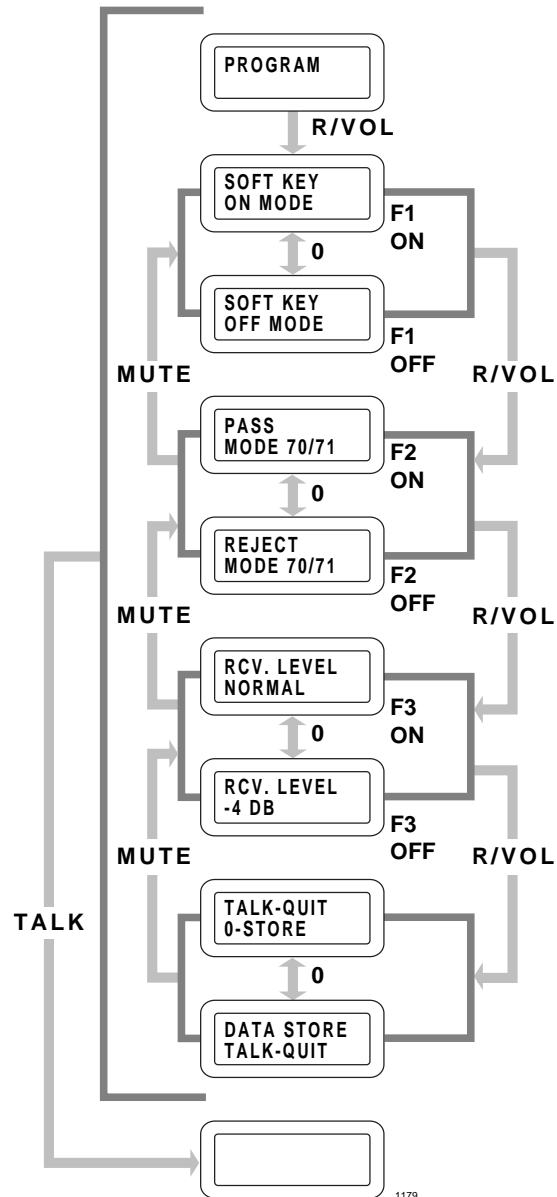 PROGRAM
R/VOL
SOFT KEY
ON MODE
F1
ON
0
SOFT KEY
OFF MODE
F1
OFF
MUTE
R/VOL
PASS
MODE 70/71
F2
ON
0
REJECT
MODE 70/71
F2
OFF
MUTE
R/VOL
RCV. LEVEL
NORMAL
F3
ON
0
RCV. LEVEL
-4 DB
F3
OFF
MUTE
R/VOL
TALK-QUIT
0-STORE
TALK
0
DATA STORE
TALK-QUIT
1179